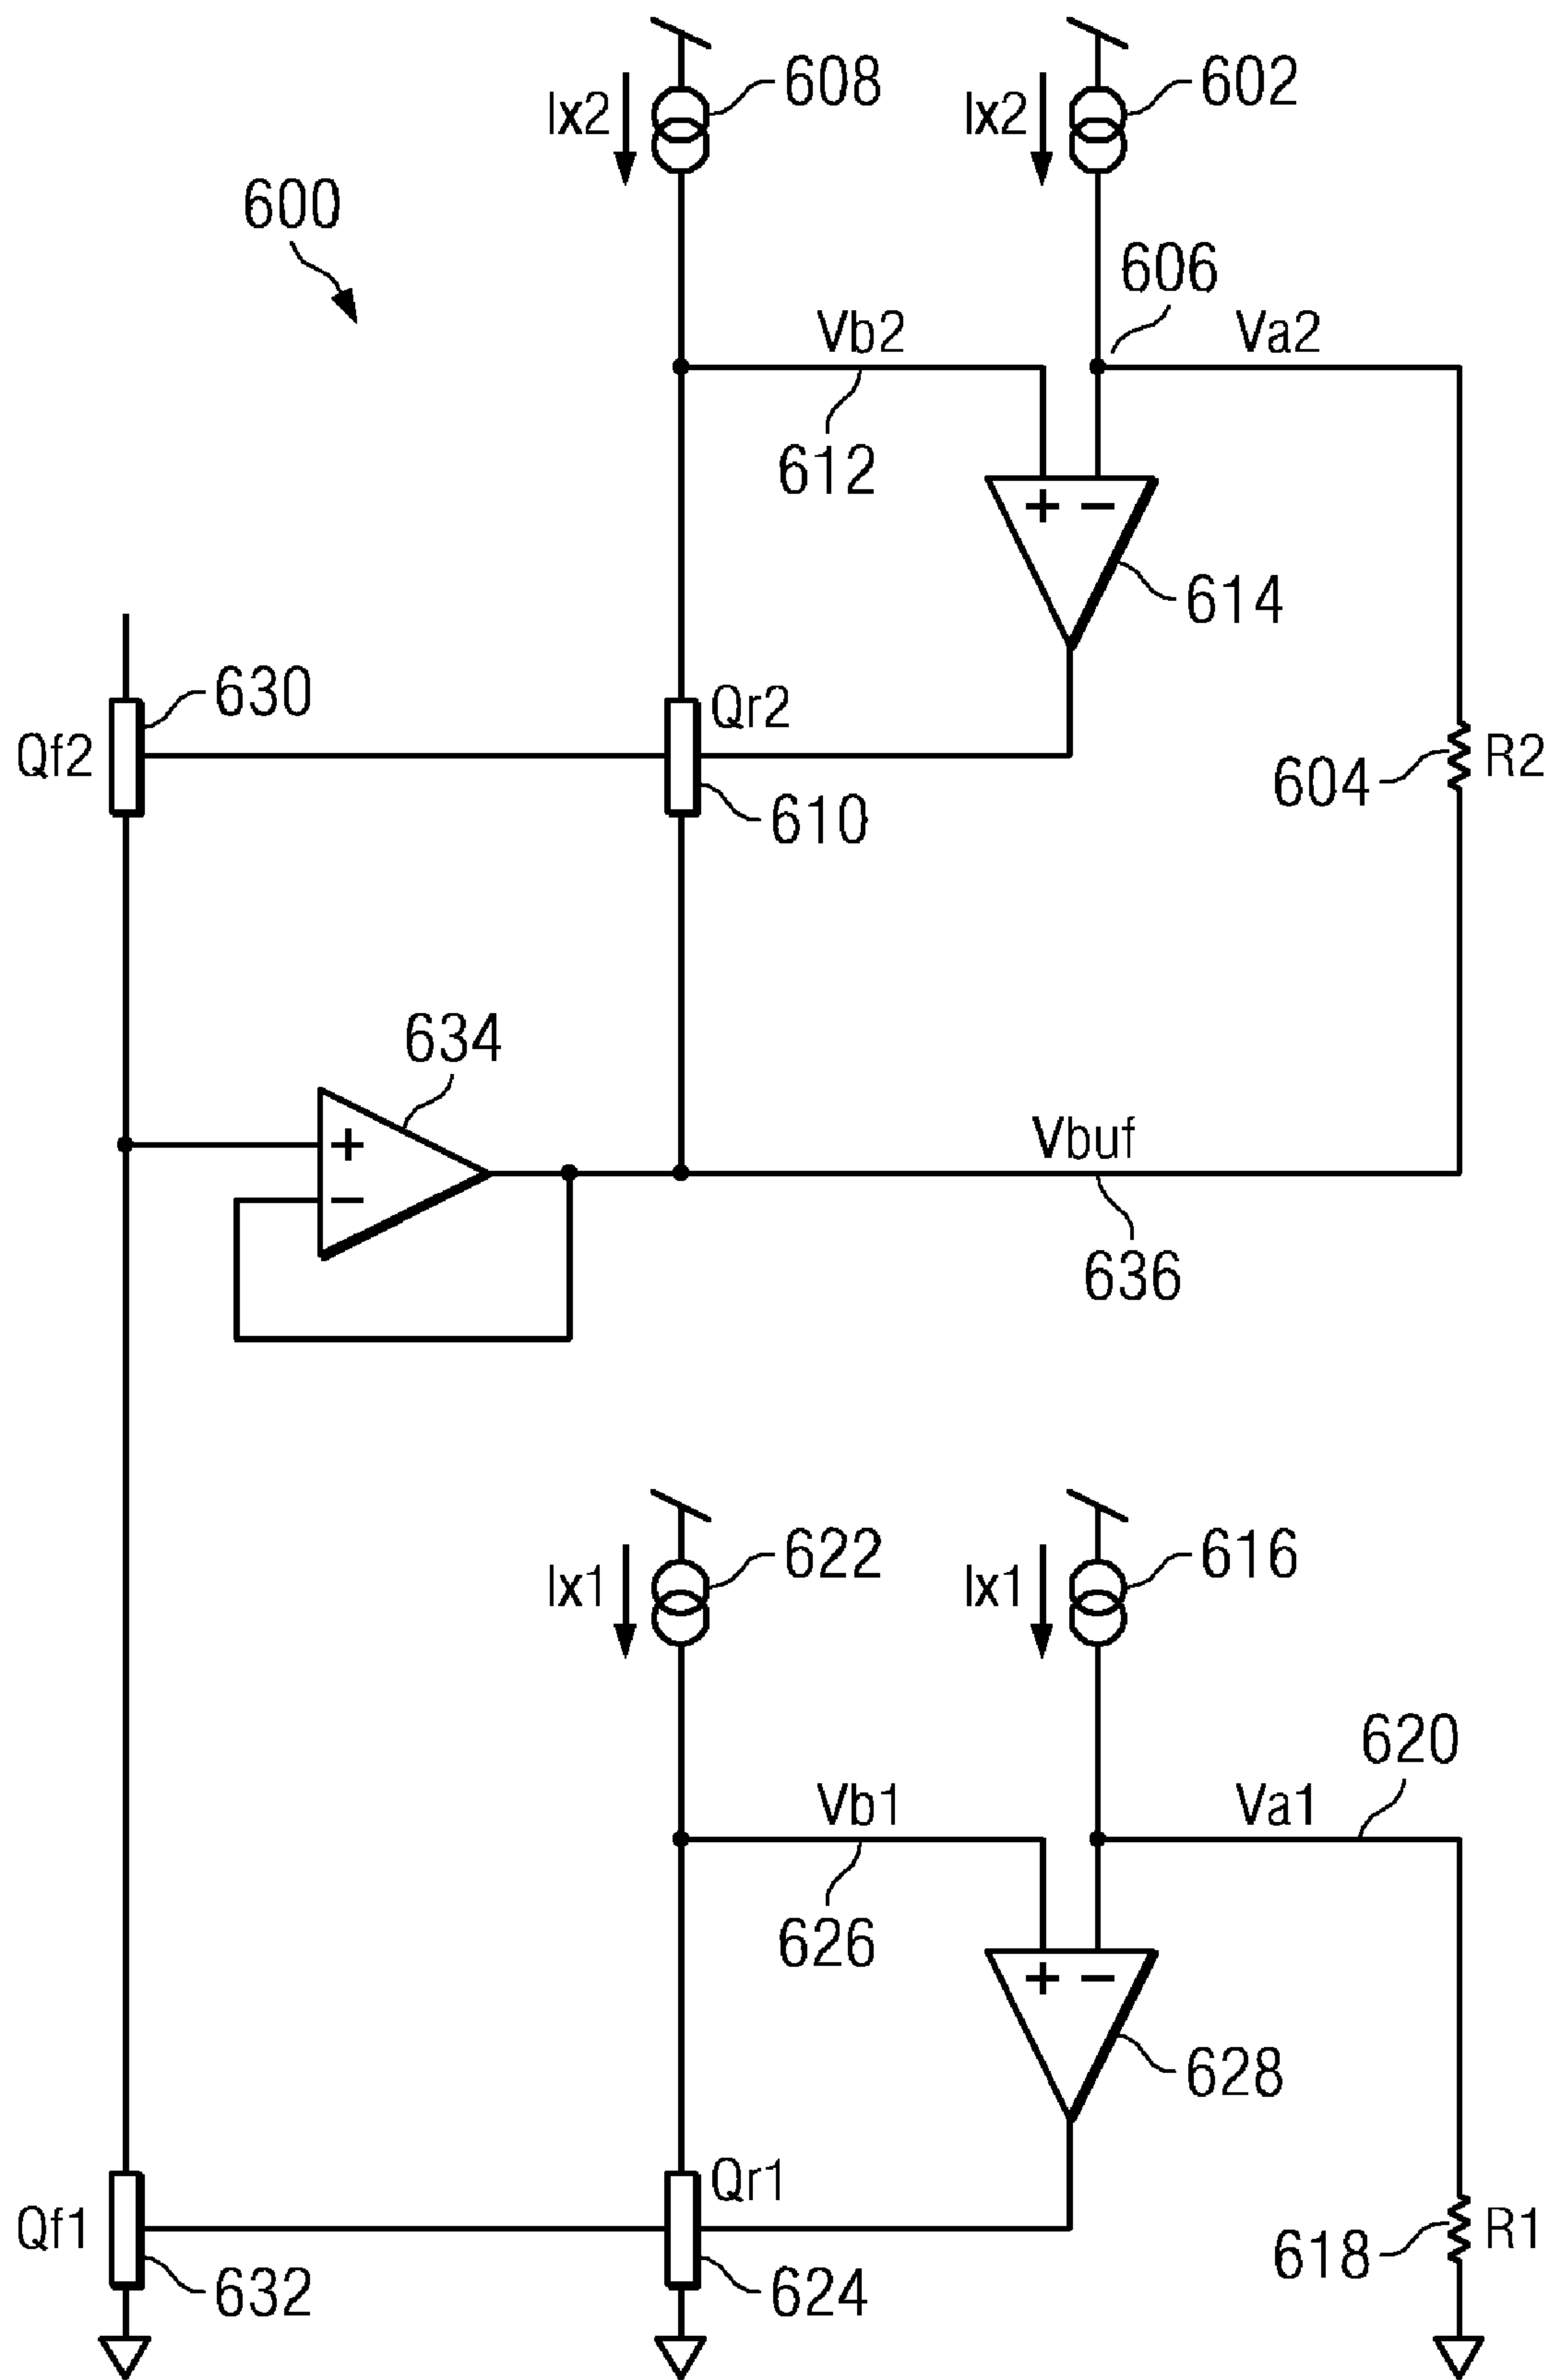 608
602
Ix2
Ix2
600
606
Vb2
Va2
612
+ −
614
630
Qr2
Qf2
R2
604
610
634
+
−
Vbuf
636
622
616
Ix1
Ix1
620
Vb1
Va1
626
+ −
628
Qr1
Qf1
R1
618
632
624